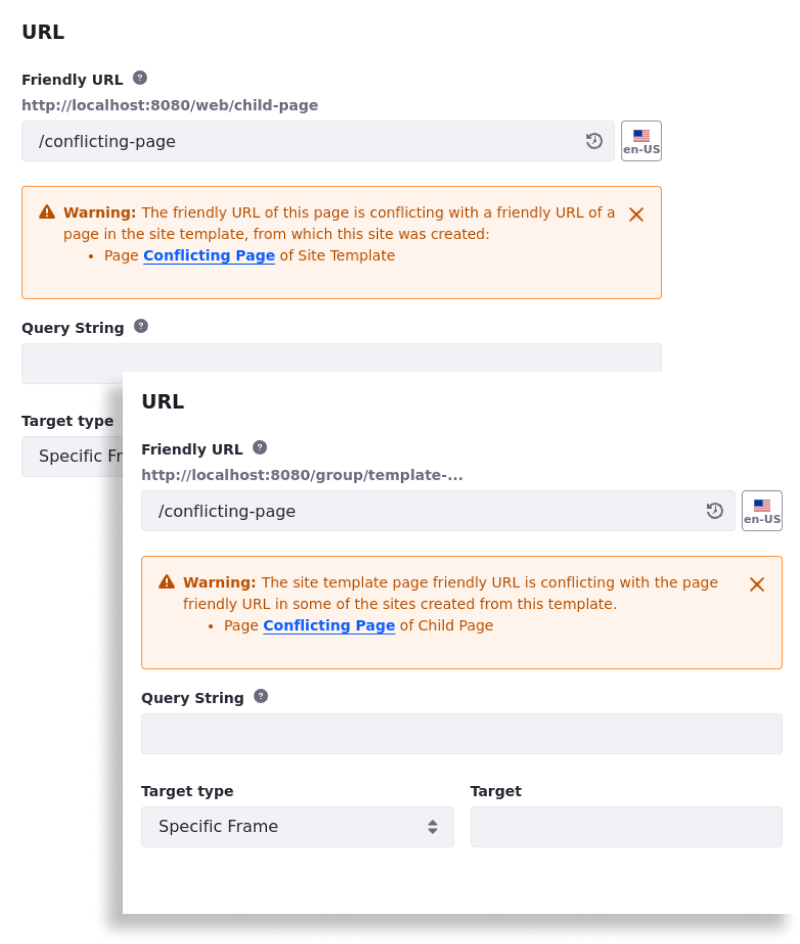 URL
Friendly URL
http://localhost:8080/web/child-page
/conflicting-page
en-US
Warning: The friendly URL of this page is conflicting with a friendly URL of a
page in the site template, from which this site was created:
• Page Conflicting Page of Site Template
Query String
Target type
Specific Fr
URL
Friendly URL
http://localhost:8080/group/template-...
/conflicting-page
en-US
Warning: The site template page friendly URL is conflicting with the page
friendly URL in some of the sites created from this template.
• Page Conflicting Page of Child Page
Query String
Target type
Target
Specific Frame